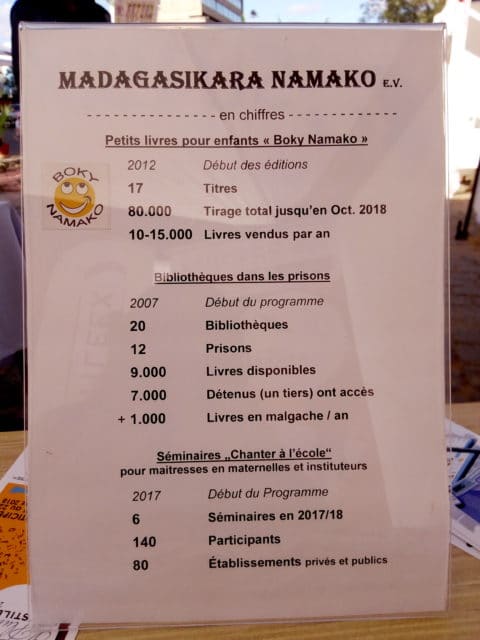 MADAGASIKARA NAMAKO E.V.
- - - - - - - - - - - - - - - - en chiffres - - - - - - - - - - - - -
Petits livres pour enfants « Boky Namako »
BOKY
NAMAKO
2012 Début des éditions
17 Titres
80.000 Tirage total jusqu'en Oct. 2018
10-15.000 Livres vendus par an
Bibliothèques dans les prisons
2007 Début du programme
20 Bibliothèques
12 Prisons
9.000 Livres disponibles
7.000 Détenus (un tiers) ont accès
+ 1.000 Livres en malgache / an
Séminaires „Chanter à l'école“
pour maitresses en maternelles et instituteurs
2017 Début du Programme
6 Séminaires en 2017/18
140 Participants
80 Établissements privés et publics